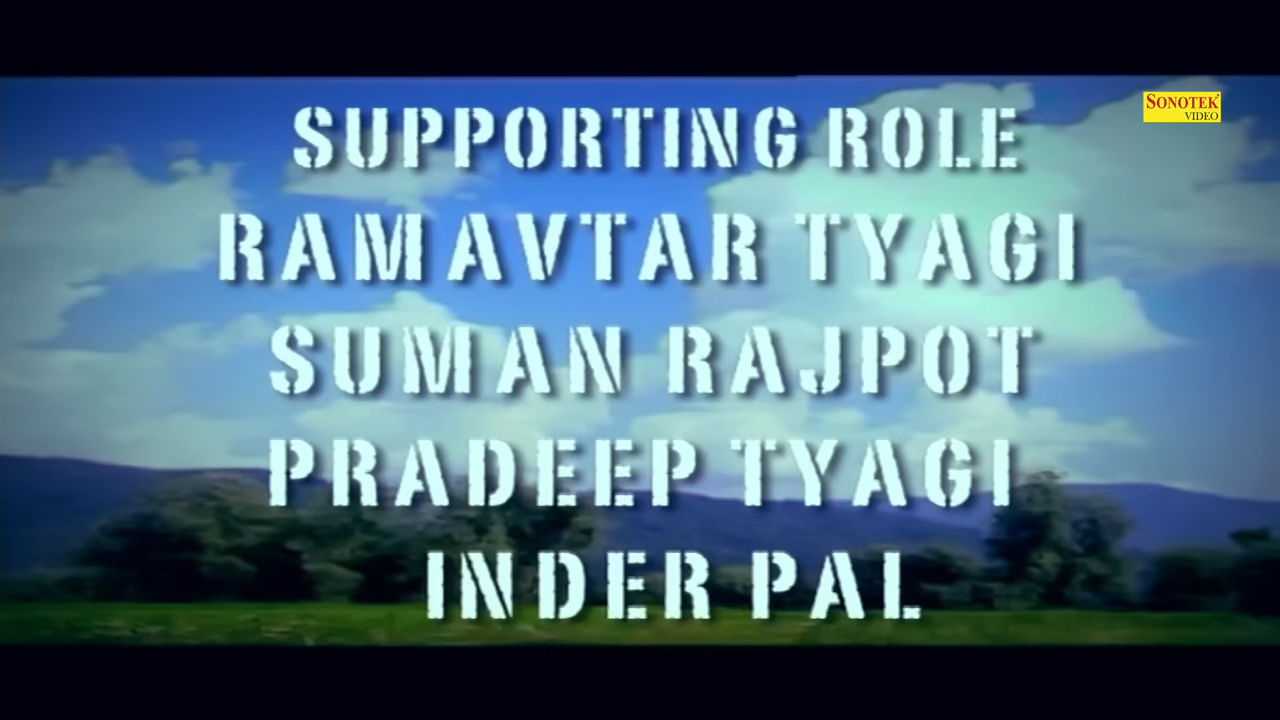 SONOTEK
VIDEO
SUPPORTING ROLE
RAMAVTAR TYAGI
SUMAN RAJPOT
PRADEEP TYAGI
INDER PAL